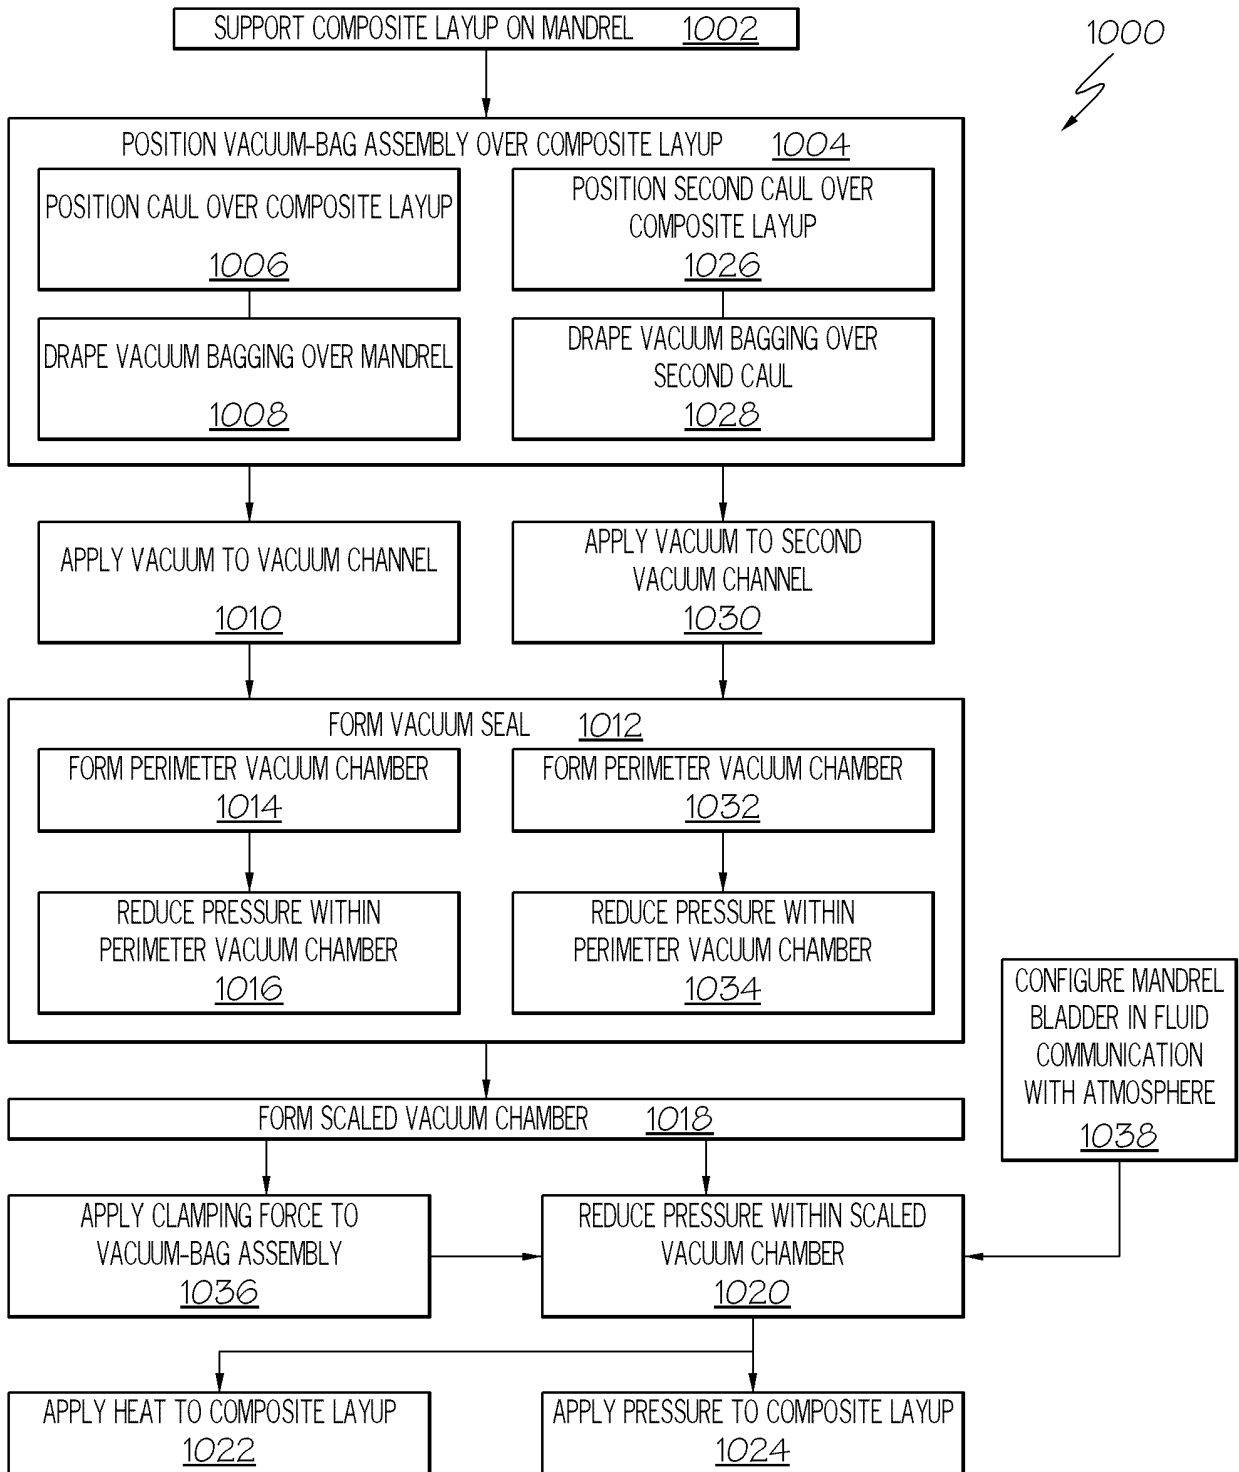 SUPPORT COMPOSITE LAYUP ON MANDREL 1002
1000
POSITION VACUUM-BAG ASSEMBLY OVER COMPOSITE LAYUP 1004
POSITION CAUL OVER COMPOSITE LAYUP
1006
POSITION SECOND CAUL OVER
COMPOSITE LAYUP
1026
DRAPE VACUUM BAGGING OVER MANDREL
1008
DRAPE VACUUM BAGGING OVER
SECOND CAUL
1028
APPLY VACUUM TO VACUUM CHANNEL
1010
APPLY VACUUM TO SECOND
VACUUM CHANNEL
1030
FORM VACUUM SEAL 1012
FORM PERIMETER VACUUM CHAMBER
1014
FORM PERIMETER VACUUM CHAMBER
1032
REDUCE PRESSURE WITHIN
PERIMETER VACUUM CHAMBER
1016
REDUCE PRESSURE WITHIN
PERIMETER VACUUM CHAMBER
1034
CONFIGURE MANDREL
BLADDER IN FLUID
COMMUNICATION
WITH ATMOSPHERE
1038
FORM SCALED VACUUM CHAMBER 1018
APPLY CLAMPING FORCE TO
VACUUM-BAG ASSEMBLY
1036
REDUCE PRESSURE WITHIN SCALED
VACUUM CHAMBER
1020
APPLY HEAT TO COMPOSITE LAYUP
1022
APPLY PRESSURE TO COMPOSITE LAYUP
1024